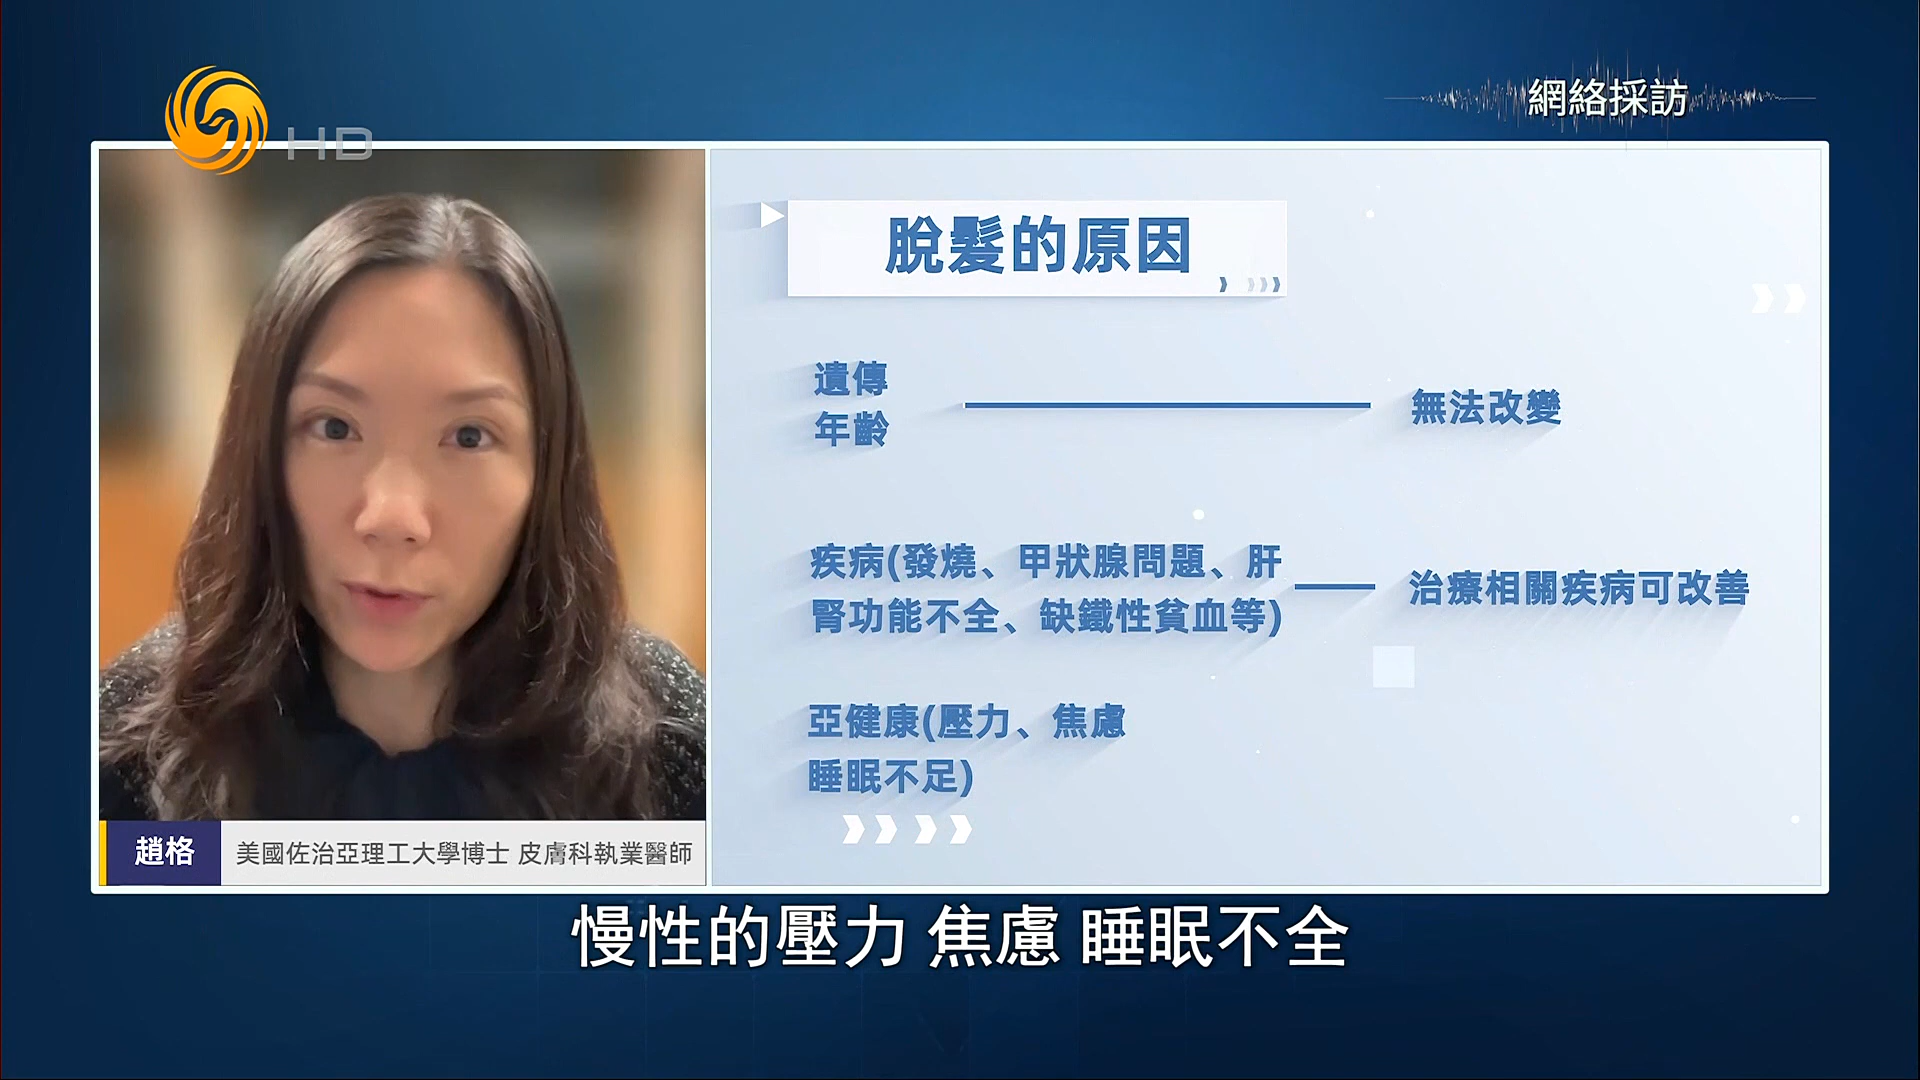 HD
網絡採訪
脫髮的原因
遺傳
年齡
無法改變
疾病(發燒、甲狀腺問題、肝
腎功能不全、缺鐵性貧血等)
治療相關疾病可改善
亞健康(壓力、焦慮
睡眠不足)
趙格
美國佐治亞理工大學博士 皮膚科執業醫師
慢性的壓力 焦慮 睡眠不全